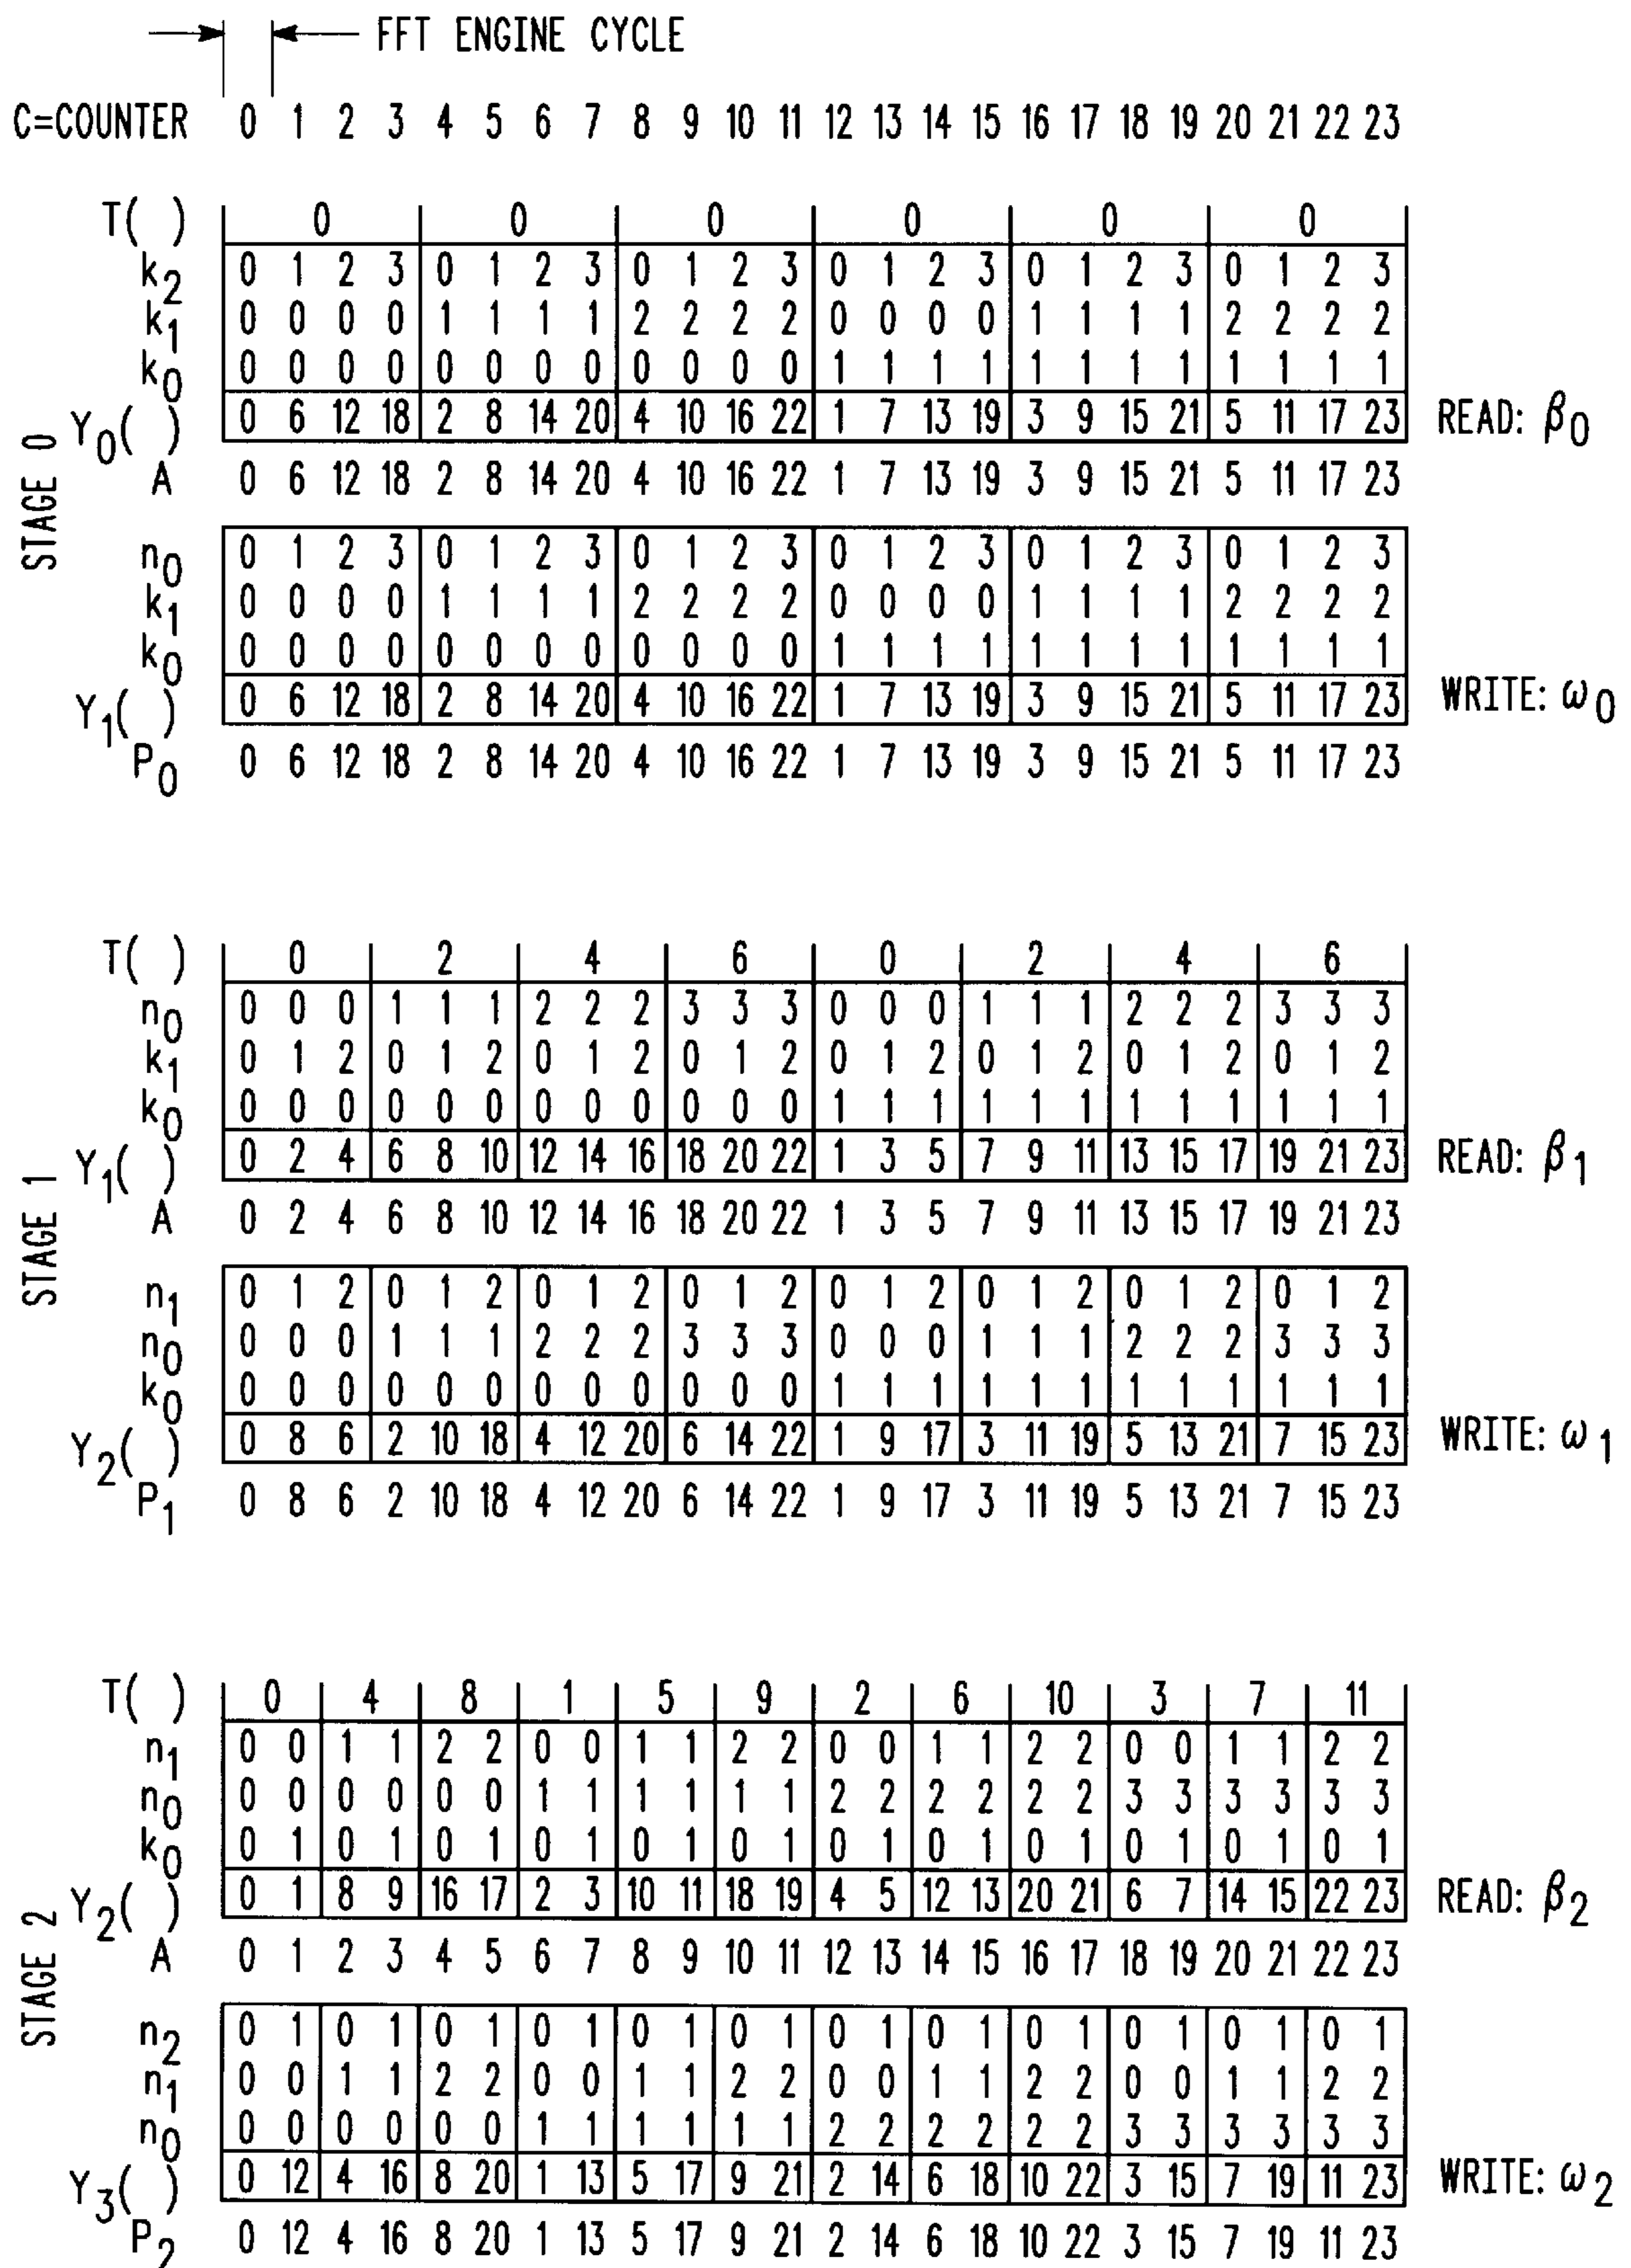 FFT ENGINE CYCLE
C=COUNTER 0 1 2 3 4 5 6 7 8 9 10 11 12 13 14 15 16 17 18 19 20 21 22 23
STAGE 0
T( ) 0 0 0 0 0 0
k2 0 1 2 3 0 1 2 3 0 1 2 3 0 1 2 3 0 1 2 3 0 1 2 3
k1 0 0 0 0 1 1 1 1 2 2 2 2 0 0 0 0 1 1 1 1 2 2 2 2
k0 0 0 0 0 0 0 0 0 0 0 0 0 1 1 1 1 1 1 1 1 1 1 1 1
Y0( ) 0 6 12 18 2 8 14 20 4 10 16 22 1 7 13 19 3 9 15 21 5 11 17 23 READ: β0
A 0 6 12 18 2 8 14 20 4 10 16 22 1 7 13 19 3 9 15 21 5 11 17 23
n0 0 1 2 3 0 1 2 3 0 1 2 3 0 1 2 3 0 1 2 3 0 1 2 3
k1 0 0 0 0 1 1 1 1 2 2 2 2 0 0 0 0 1 1 1 1 2 2 2 2
k0 0 0 0 0 0 0 0 0 0 0 0 0 1 1 1 1 1 1 1 1 1 1 1 1
Y1( ) 0 6 12 18 2 8 14 20 4 10 16 22 1 7 13 19 3 9 15 21 5 11 17 23 WRITE: ω0
P0 0 6 12 18 2 8 14 20 4 10 16 22 1 7 13 19 3 9 15 21 5 11 17 23
STAGE 1
T( ) 0 2 4 6 0 2 4 6
n0 0 0 0 1 1 1 2 2 2 3 3 3 0 0 0 1 1 1 2 2 2 3 3 3
k1 0 1 2 0 1 2 0 1 2 0 1 2 0 1 2 0 1 2 0 1 2 0 1 2
k0 0 0 0 0 0 0 0 0 0 0 0 0 1 1 1 1 1 1 1 1 1 1 1 1
Y1( ) 0 2 4 6 8 10 12 14 16 18 20 22 1 3 5 7 9 11 13 15 17 19 21 23 READ: β1
A 0 2 4 6 8 10 12 14 16 18 20 22 1 3 5 7 9 11 13 15 17 19 21 23
n1 0 1 2 0 1 2 0 1 2 0 1 2 0 1 2 0 1 2 0 1 2 0 1 2
n0 0 0 0 1 1 1 2 2 2 3 3 3 0 0 0 1 1 1 2 2 2 3 3 3
k0 0 0 0 0 0 0 0 0 0 0 0 0 1 1 1 1 1 1 1 1 1 1 1 1
Y2( ) 0 8 6 2 10 18 4 12 20 6 14 22 1 9 17 3 11 19 5 13 21 7 15 23 WRITE: ω1
P1 0 8 6 2 10 18 4 12 20 6 14 22 1 9 17 3 11 19 5 13 21 7 15 23
STAGE 2
T( ) 0 4 8 1 5 9 2 6 10 3 7 11
n1 0 0 1 1 2 2 0 0 1 1 2 2 0 0 1 1 2 2 0 0 1 1 2 2
n0 0 0 0 0 0 0 1 1 1 1 1 1 2 2 2 2 2 2 3 3 3 3 3 3
k0 0 1 0 1 0 1 0 1 0 1 0 1 0 1 0 1 0 1 0 1 0 1 0 1
Y2( ) 0 1 8 9 16 17 2 3 10 11 18 19 4 5 12 13 20 21 6 7 14 15 22 23 READ: β2
A 0 1 2 3 4 5 6 7 8 9 10 11 12 13 14 15 16 17 18 19 20 21 22 23
n2 0 1 0 1 0 1 0 1 0 1 0 1 0 1 0 1 0 1 0 1 0 1 0 1
n1 0 0 1 1 2 2 0 0 1 1 2 2 0 0 1 1 2 2 0 0 1 1 2 2
n0 0 0 0 0 0 0 1 1 1 1 1 1 2 2 2 2 2 2 3 3 3 3 3 3
Y3( ) 0 12 4 16 8 20 1 13 5 17 9 21 2 14 6 18 10 22 3 15 7 19 11 23 WRITE: ω2
P2 0 12 4 16 8 20 1 13 5 17 9 21 2 14 6 18 10 22 3 15 7 19 11 23